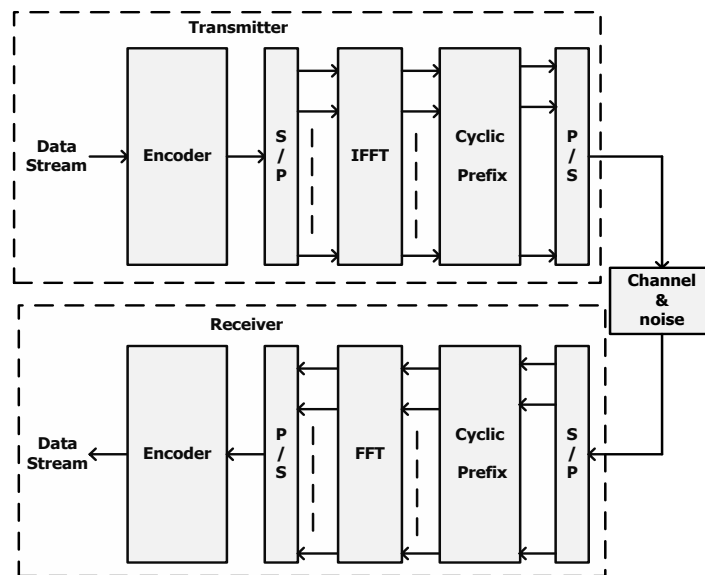 Transmitter
Data
Stream
Encoder
S
/
P
IFFT
Cyclic
Prefix
P
/
S
Channel
&
noise
Receiver
Data
Stream
Encoder
P
/
S
FFT
Cyclic
Prefix
S
/
P